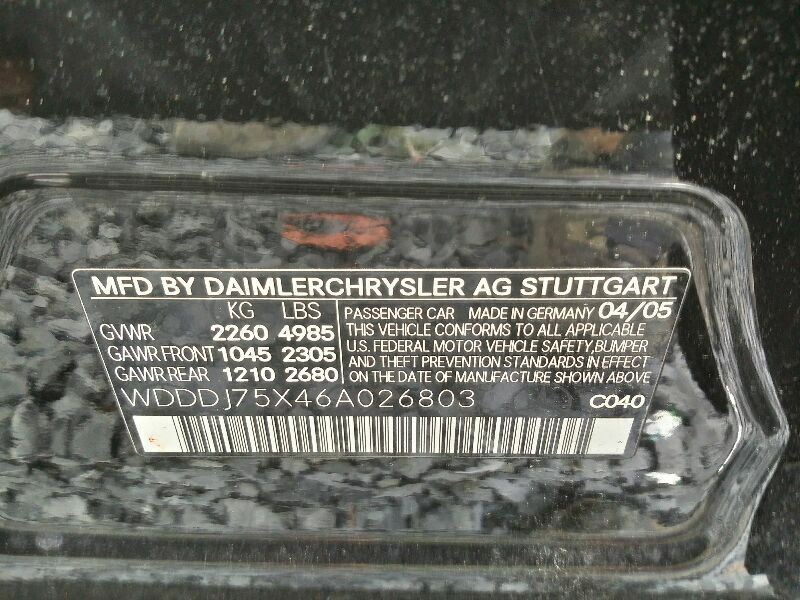 MFD BY DAIMLERCHRYSLER AG STUTTGART
KG LBS
GVWR 2260 4985
GAWR FRONT 1045 2305
GAWR REAR 1210 2680
PASSENGER CAR MADE IN GERMANY 04/05
THIS VEHICLE CONFORMS TO ALL APPLICABLE
U.S. FEDERAL MOTOR VEHICLE SAFETY, BUMPER
AND THEFT PREVENTION STANDARDS IN EFFECT
ON THE DATE OF MANUFACTURE SHOWN ABOVE
WDDDJ75X46A026803 C040